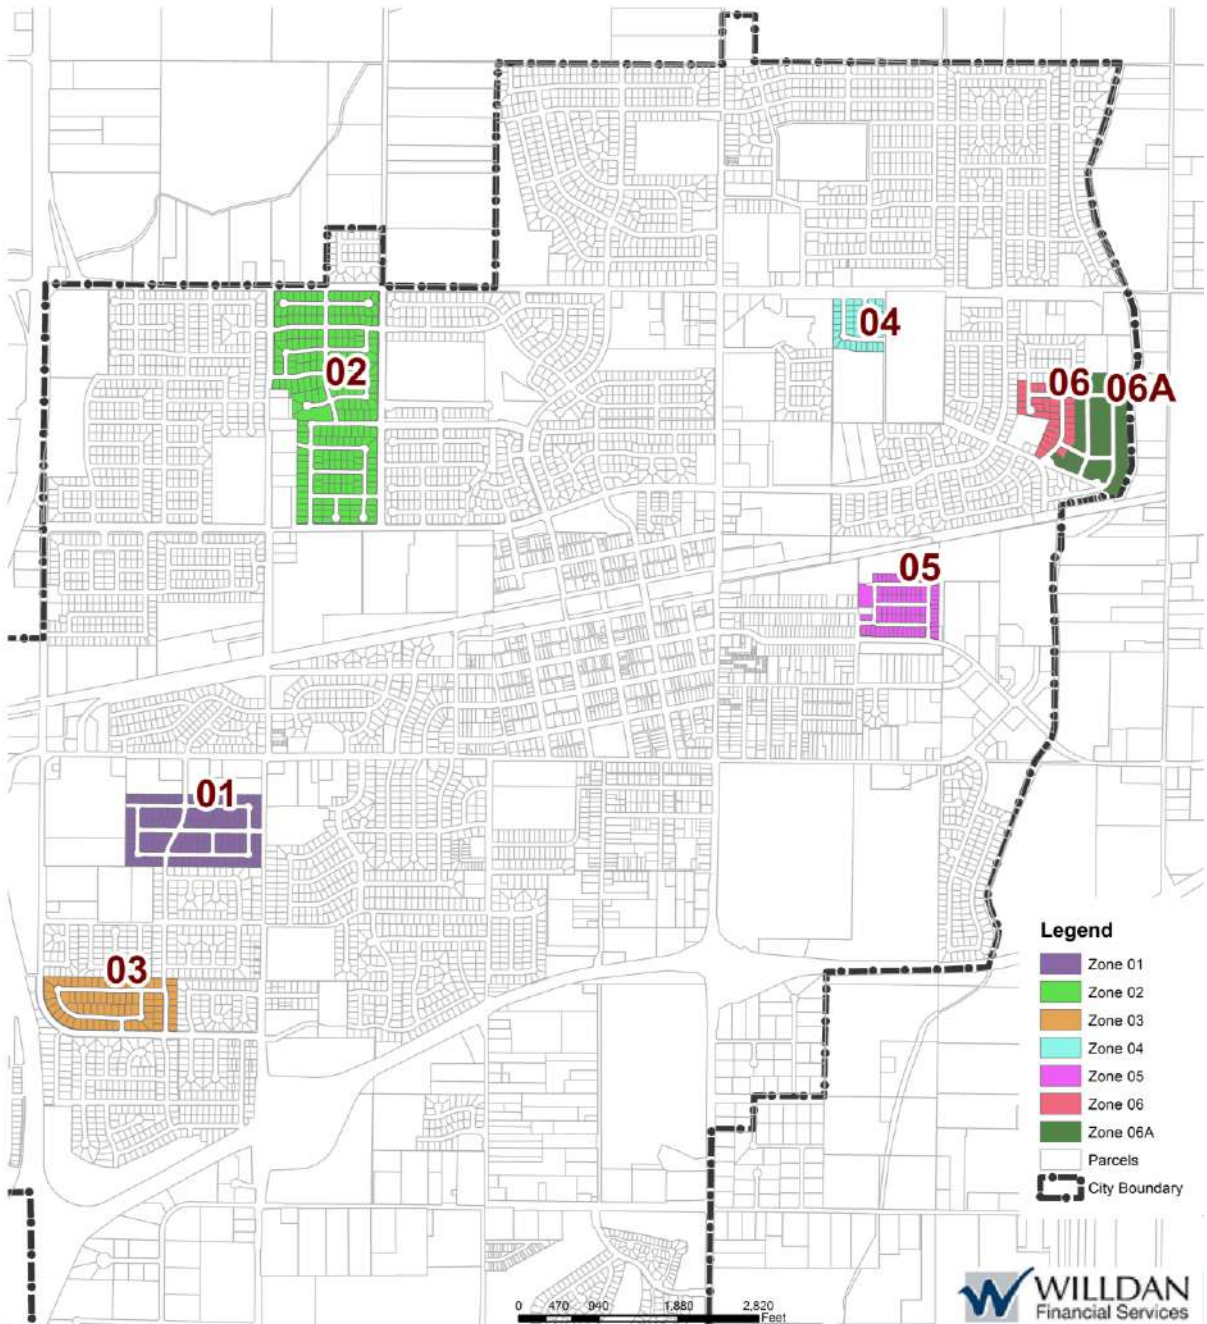 04
02
06 06A
05
01
03
Legend
Zone 01
Zone 02
Zone 03
Zone 04
Zone 05
Zone 06
Zone 06A
Parcels
City Boundary
0 470 940 1,880 2,820
Feet
WILLDAN
Financial Services